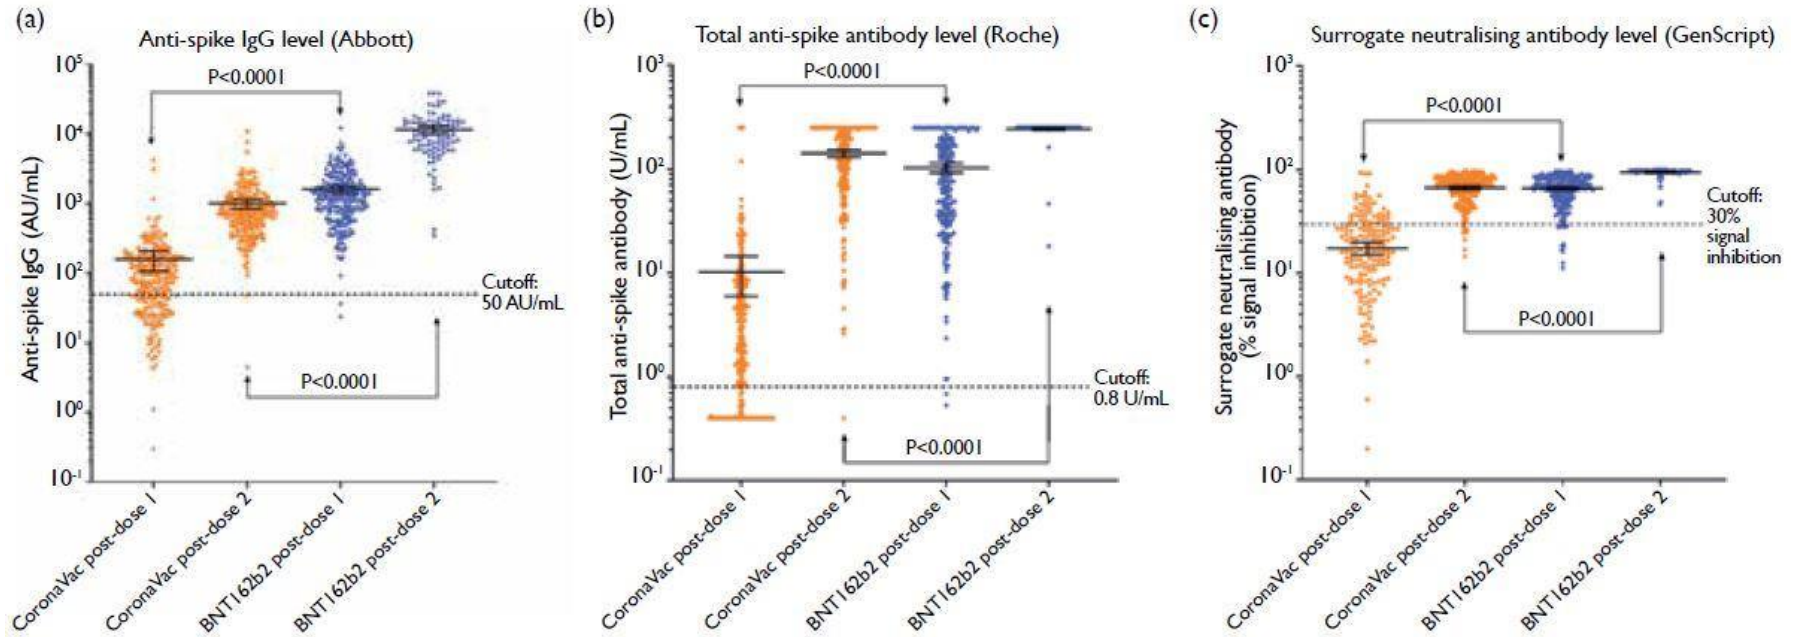 (a)
Anti-spike IgG level (Abbott)
Anti-spike IgG (AU/mL)
10⁵
10⁴
10³
10²
10¹
10⁰
10⁻¹
P<0.0001
Cutoff:
50 AU/mL
P<0.0001
CoronaVac post-dose 1
CoronaVac post-dose 2
BNT162b2 post-dose 1
BNT162b2 post-dose 2
(b)
Total anti-spike antibody level (Roche)
Total anti-spike antibody (U/mL)
10³
10²
10¹
10⁰
10⁻¹
P<0.0001
Cutoff:
0.8 U/mL
P<0.0001
CoronaVac post-dose 1
CoronaVac post-dose 2
BNT162b2 post-dose 1
BNT162b2 post-dose 2
(c)
Surrogate neutralising antibody level (GenScript)
Surrogate neutralising antibody
(% signal inhibition)
10³
10²
10¹
10⁰
10⁻¹
P<0.0001
Cutoff:
30%
signal
inhibition
P<0.0001
CoronaVac post-dose 1
CoronaVac post-dose 2
BNT162b2 post-dose 1
BNT162b2 post-dose 2